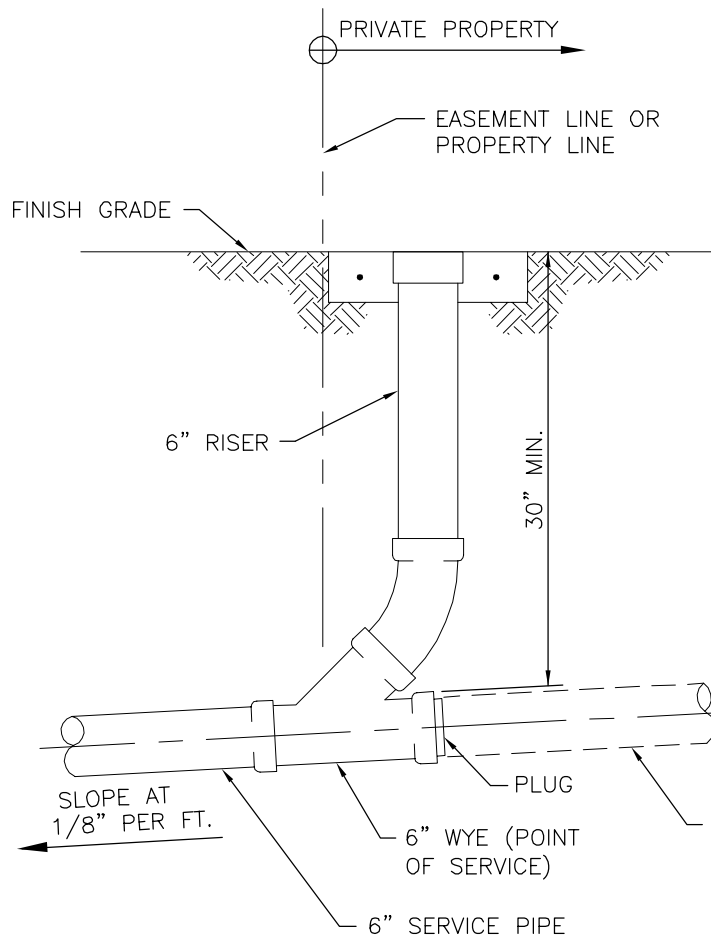 PRIVATE PROPERTY
EASEMENT LINE OR
PROPERTY LINE
FINISH GRADE
6” RISER
30” MIN.
PLUG
SLOPE AT
1/8” PER FT.
6” WYE (POINT
OF SERVICE)
6” SERVICE PIPE